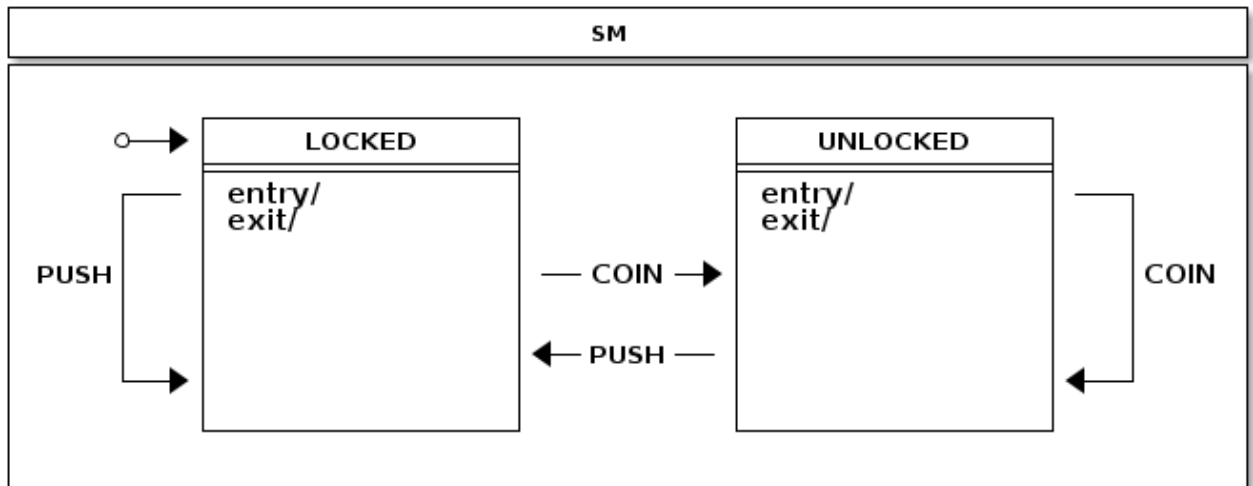 SM
LOCKED
UNLOCKED
entry/
exit/
entry/
exit/
PUSH
COIN
COIN
PUSH